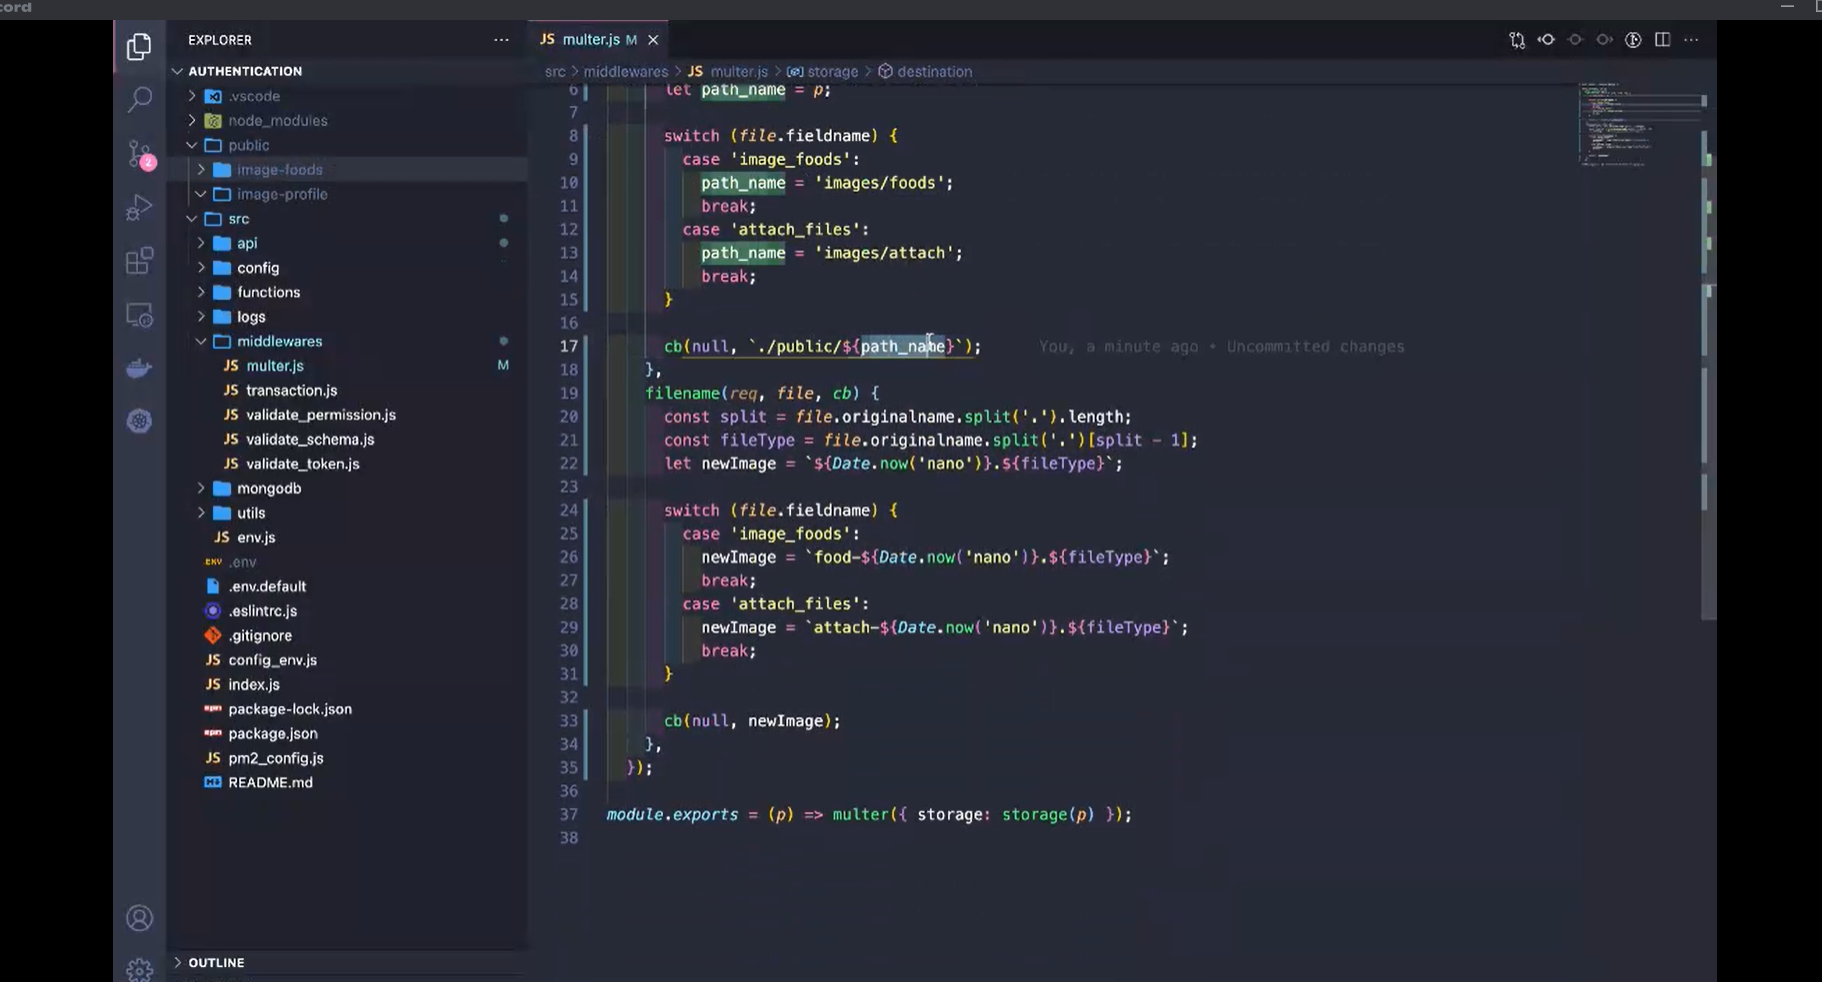 cord
EXPLORER
AUTHENTICATION
.vscode
node_modules
public
image-foods
image-profile
src
api
config
functions
logs
middlewares
multer.js M
transaction.js
validate_permission.js
validate_schema.js
validate_token.js
mongodb
utils
JS env.js
.env
.env.default
.eslintrc.js
.gitignore
config_env.js
index.js
package-lock.json
package.json
pm2_config.js
README.md
OUTLINE
2
JS multer.js M
src > middlewares > JS multer.js > storage > destination
6 let path_name = p;
7
8 switch (file.fieldname) {
9 case 'image_foods':
10 path_name = 'images/foods';
11 break;
12 case 'attach_files':
13 path_name = 'images/attach';
14 break;
15 }
16
17 cb(null, `./public/${path_name}`); You, a minute ago • Uncommitted changes
18 },
19 filename(req, file, cb) {
20 const split = file.originalname.split('.').length;
21 const fileType = file.originalname.split('.')[split - 1];
22 let newImage = `${Date.now('nano')}.${fileType}`;
23
24 switch (file.fieldname) {
25 case 'image_foods':
26 newImage = `food-${Date.now('nano')}.${fileType}`;
27 break;
28 case 'attach_files':
29 newImage = `attach-${Date.now('nano')}.${fileType}`;
30 break;
31 }
32
33 cb(null, newImage);
34 },
35 });
36
37 module.exports = (p) => multer({ storage: storage(p) });
38